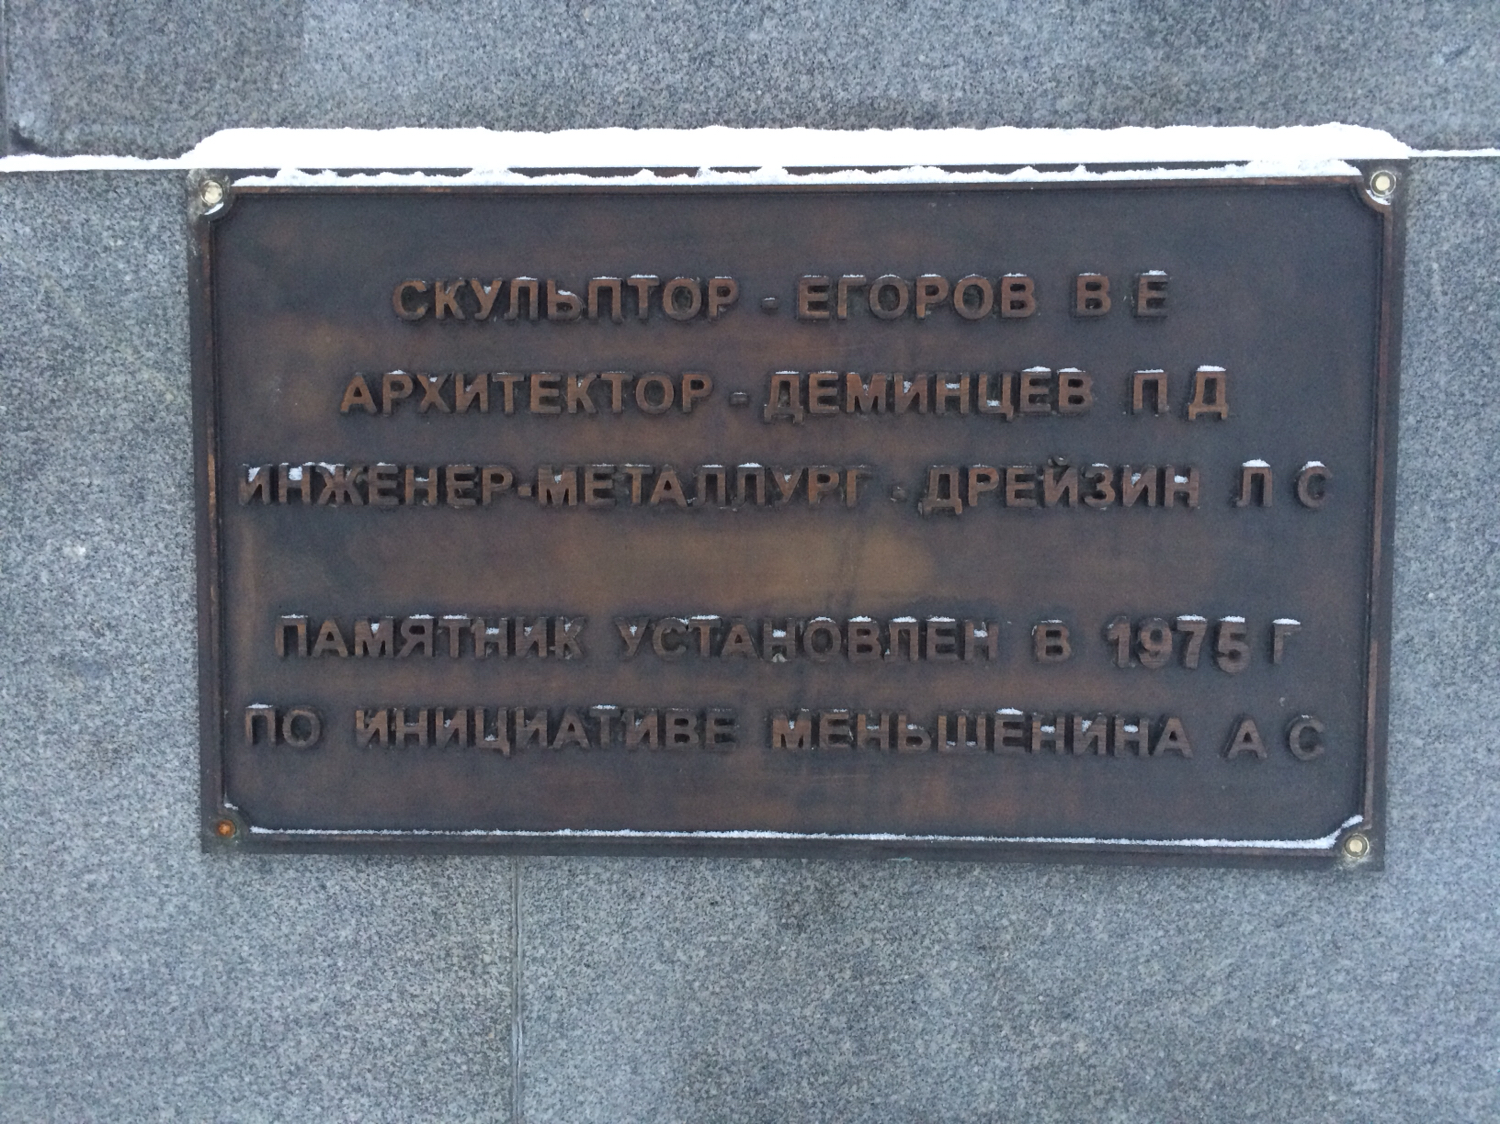 СКУЛЬПТОР - ЕГОРОВ В Е
АРХИТЕКТОР - ДЕМИНЦЕВ П Д
ИНЖЕНЕР-МЕТАЛЛУРГ - ДРЕЙЗИН Л С
ПАМЯТНИК УСТАНОВЛЕН В 1975 Г
ПО ИНИЦИАТИВЕ МЕНЬШЕНИНА А С